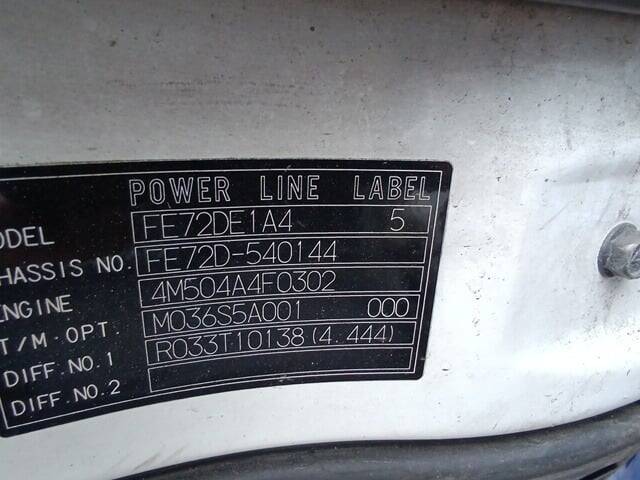 POWER LINE LABEL
ODEL FE72DE1A4 5
HASSIS NO. FE72D-540144
NGINE 4M504A4F0302
T/M·OPT. M036S5A001 000
DIFF.NO.1 R033T10138(4.444)
DIFF.NO.2